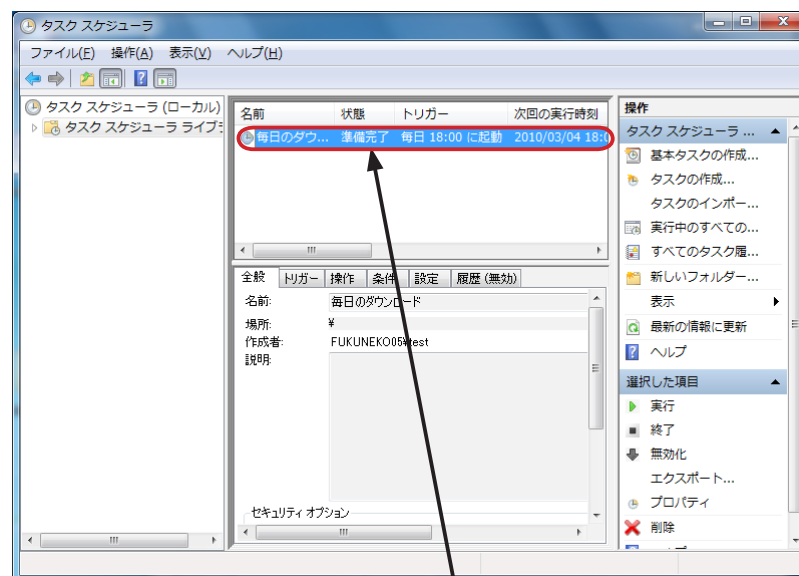 タスク スケジューラ
ファイル(F) 操作(A) 表示(V) ヘルプ(H)
タスク スケジューラ (ローカル)
タスク スケジューラ ライブラ
名前 状態 トリガー 次回の実行時刻
毎日のダウ... 準備完了 毎日 18:00 に起動 2010/03/04 18:0
全般 トリガー 操作 条件 設定 履歴 (無効)
名前: 毎日のダウンロード
場所: ¥
作成者: FUKUNEKO05¥test
説明:
セキュリティ オプション
操作
タスク スケジューラ ...
基本タスクの作成...
タスクの作成...
タスクのインポー...
実行中のすべての...
すべてのタスク履...
新しいフォルダー...
表示
最新の情報に更新
ヘルプ
選択した項目
実行
終了
無効化
エクスポート...
プロパティ
削除